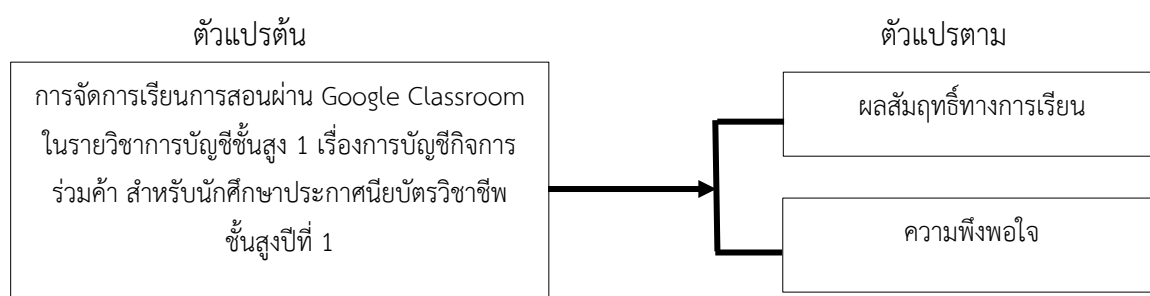 ตัวแปรต้น
ตัวแปรตาม
การจัดการเรียนการสอนผ่าน Google Classroom
ในรายวิชาการบัญชีชั้นสูง 1 เรื่องการบัญชีกิจการ
ร่วมค้า สำหรับนักศึกษาประกาศนียบัตรวิชาชีพ
ชั้นสูงปีที่ 1
ผลสัมฤทธิ์ทางการเรียน
ความพึงพอใจ